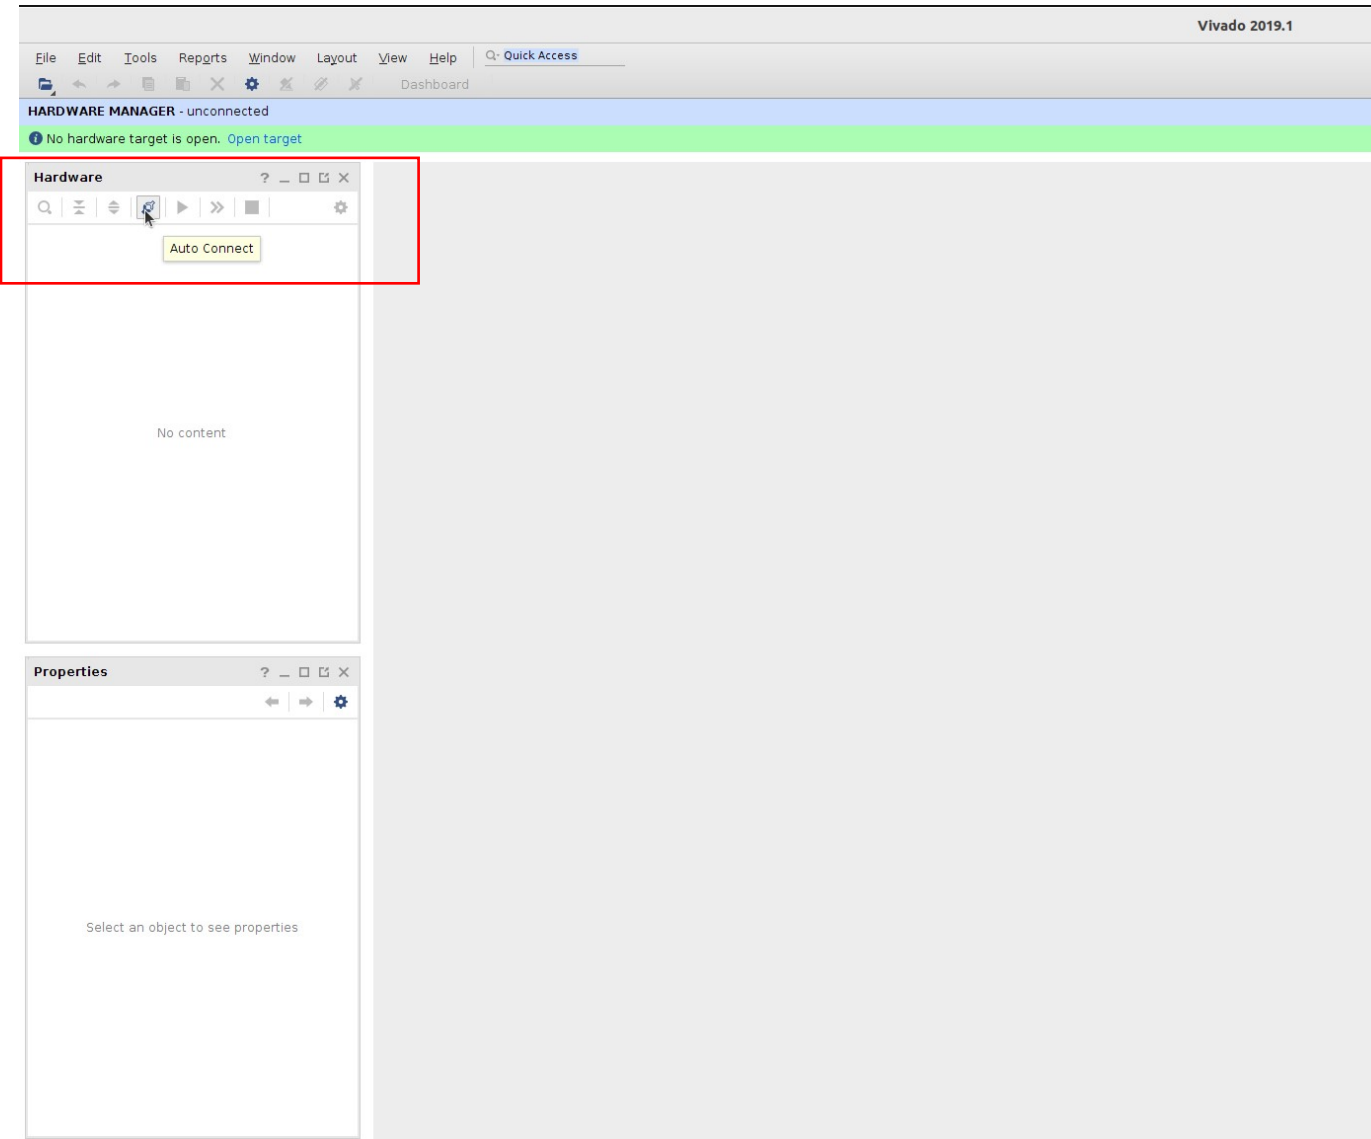 Vivado 2019.1
File Edit Tools Reports Window Layout View Help Quick Access
Dashboard
HARDWARE MANAGER - unconnected
No hardware target is open. Open target
Hardware
Auto Connect
No content
Properties
Select an object to see properties